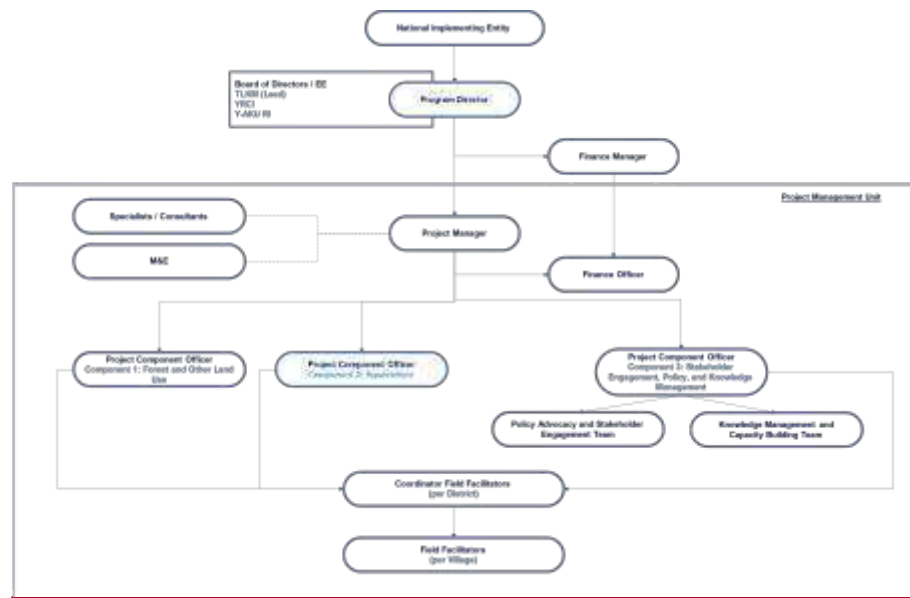 National Implementing Entity
Board of Directors / EE
(Lead)
YRCI
Program Director
Finance Manager
Project Management Unit
Specialists / Consultants
Project Manager
M&E
Finance Officer
Project Component Officer
Component 1: Forest and Other Land
Use
Project Component Officer
Component 2:
Project Component Officer
Component 3: Stakeholder
Engagement, Policy, and Knowledge
Management
Policy Advocacy and Stakeholder
Engagement Team
Knowledge Management and
Capacity Building Team
Coordinator Field Facilitators
(per District)
Field Facilitators
(per Village)